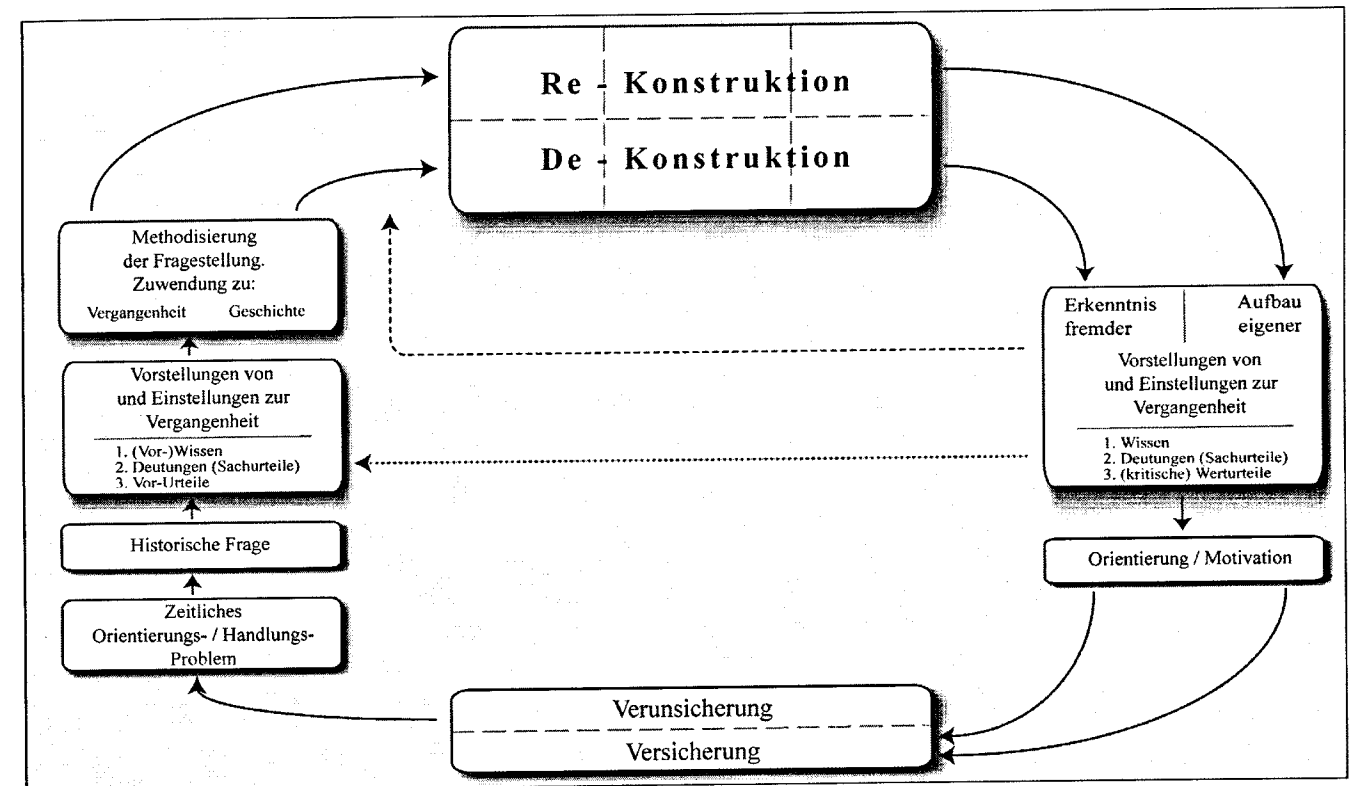 Re - Konstruktion
De - Konstruktion
Methodisierung
der Fragestellung.
Zuwendung zu:
Vergangenheit Geschichte
Vorstellungen von
und Einstellungen zur
Vergangenheit
1. (Vor-)Wissen
2. Deutungen (Sachurteile)
3. Vor-Urteile
Historische Frage
Zeitliches
Orientierungs- / Handlungs-
Problem
Erkenntnis
fremder
Aufbau
eigener
Vorstellungen von
und Einstellungen zur
Vergangenheit
1. Wissen
2. Deutungen (Sachurteile)
3. (kritische) Werturteile
Orientierung / Motivation
Verunsicherung
Versicherung